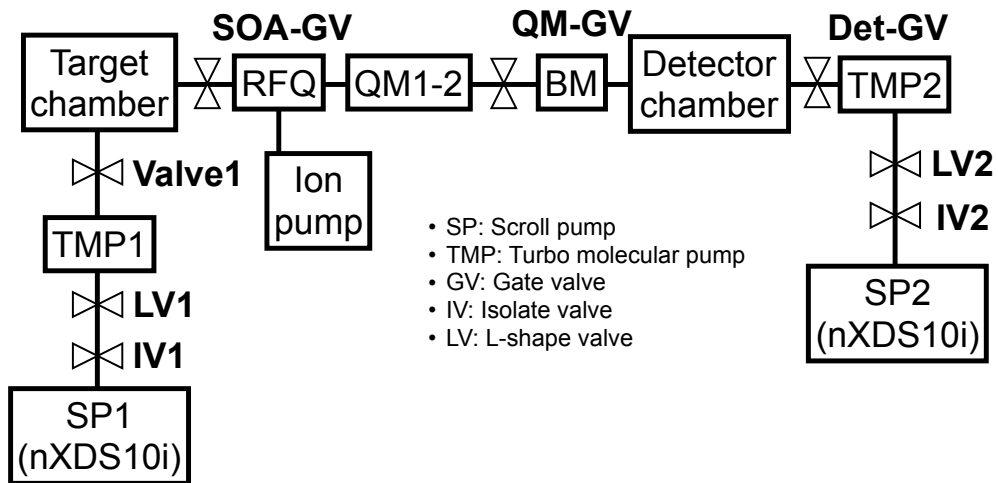 SOA-GV
QM-GV
Det-GV
Target
chamber
RFQ
QM1-2
BM
Detector
chamber
TMP2
Valve1
Ion
pump
LV2
IV2
TMP1
• SP: Scroll pump
• TMP: Turbo molecular pump
• GV: Gate valve
• IV: Isolate valve
• LV: L-shape valve
LV1
IV1
SP2
(nXDS10i)
SP1
(nXDS10i)